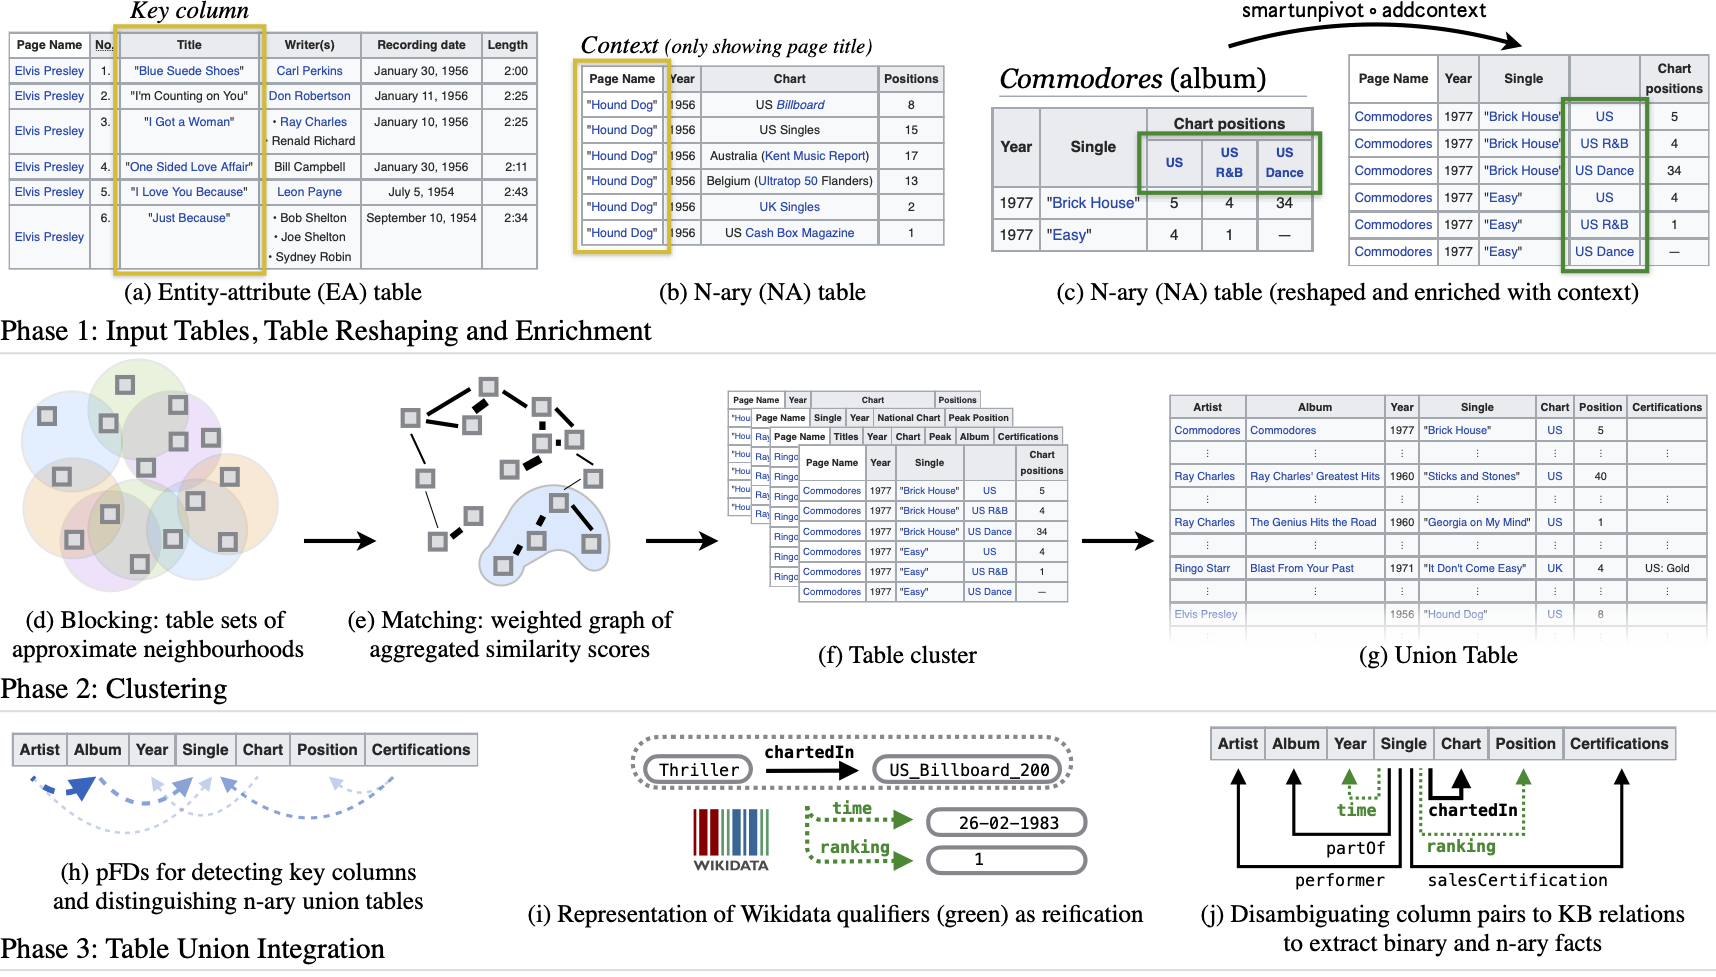 Key column
Page Name No. Title Writer(s) Recording date Length
Elvis Presley 1. "Blue Suede Shoes" Carl Perkins January 30, 1956 2:00
Elvis Presley 2. "I'm Counting on You" Don Robertson January 11, 1956 2:25
Elvis Presley 3. "I Got a Woman" • Ray Charles January 10, 1956 2:25
• Renald Richard
Elvis Presley 4. "One Sided Love Affair" Bill Campbell January 30, 1956 2:11
Elvis Presley 5. "I Love You Because" Leon Payne July 5, 1954 2:43
Elvis Presley 6. "Just Because" • Bob Shelton September 10, 1954 2:34
• Joe Shelton
• Sydney Robin
(a) Entity-attribute (EA) table
Context (only showing page title)
Page Name Year Chart Positions
"Hound Dog" 1956 US Billboard 8
"Hound Dog" 1956 US Singles 15
"Hound Dog" 1956 Australia (Kent Music Report) 17
"Hound Dog" 1956 Belgium (Ultratop 50 Flanders) 13
"Hound Dog" 1956 UK Singles 2
"Hound Dog" 1956 US Cash Box Magazine 1
(b) N-ary (NA) table
smartunpivot ∘ addcontext
Commodores (album)
Year Single Chart positions
US US R&B US Dance
1977 "Brick House" 5 4 34
1977 "Easy" 4 1 —
Page Name Year Single Chart positions
Commodores 1977 "Brick House" US 5
Commodores 1977 "Brick House" US R&B 4
Commodores 1977 "Brick House" US Dance 34
Commodores 1977 "Easy" US 4
Commodores 1977 "Easy" US R&B 1
Commodores 1977 "Easy" US Dance —
(c) N-ary (NA) table (reshaped and enriched with context)
Phase 1: Input Tables, Table Reshaping and Enrichment
(d) Blocking: table sets of
approximate neighbourhoods
(e) Matching: weighted graph of
aggregated similarity scores
Page Name Year Chart Positions
"Hou
Page Name Single Year National Chart Peak Position
"Hou Ray
Page Name Titles Year Chart Peak Album Certifications
"Hou Ray Ringo
Page Name Year Single Chart positions
"Hou Ray Ringo
Commodores 1977 "Brick House" US 5
"Hou Ray Ringo
Commodores 1977 "Brick House" US R&B 4
Ray Ringo
Commodores 1977 "Brick House" US Dance 34
Ringo
Commodores 1977 "Easy" US 4
Ringo
Commodores 1977 "Easy" US R&B 1
Ringo
Commodores 1977 "Easy" US Dance —
(f) Table cluster
Artist Album Year Single Chart Position Certifications
Commodores Commodores 1977 "Brick House" US 5
⋮ ⋮ ⋮ ⋮ ⋮ ⋮
Ray Charles Ray Charles' Greatest Hits 1960 "Sticks and Stones" US 40
⋮ ⋮ ⋮ ⋮ ⋮ ⋮
Ray Charles The Genius Hits the Road 1960 "Georgia on My Mind" US 1
⋮ ⋮ ⋮ ⋮ ⋮ ⋮
Ringo Starr Blast From Your Past 1971 "It Don't Come Easy" UK 4 US: Gold
⋮ ⋮ ⋮ ⋮ ⋮ ⋮
Elvis Presley 1956 "Hound Dog" US 8
(g) Union Table
Phase 2: Clustering
Artist Album Year Single Chart Position Certifications
(h) pFDs for detecting key columns
and distinguishing n-ary union tables
Thriller chartedIn US_Billboard_200
WIKIDATA
time 26-02-1983
ranking 1
(i) Representation of Wikidata qualifiers (green) as reification
Artist Album Year Single Chart Position Certifications
time chartedIn
partOf ranking
performer salesCertification
(j) Disambiguating column pairs to KB relations
to extract binary and n-ary facts
Phase 3: Table Union Integration